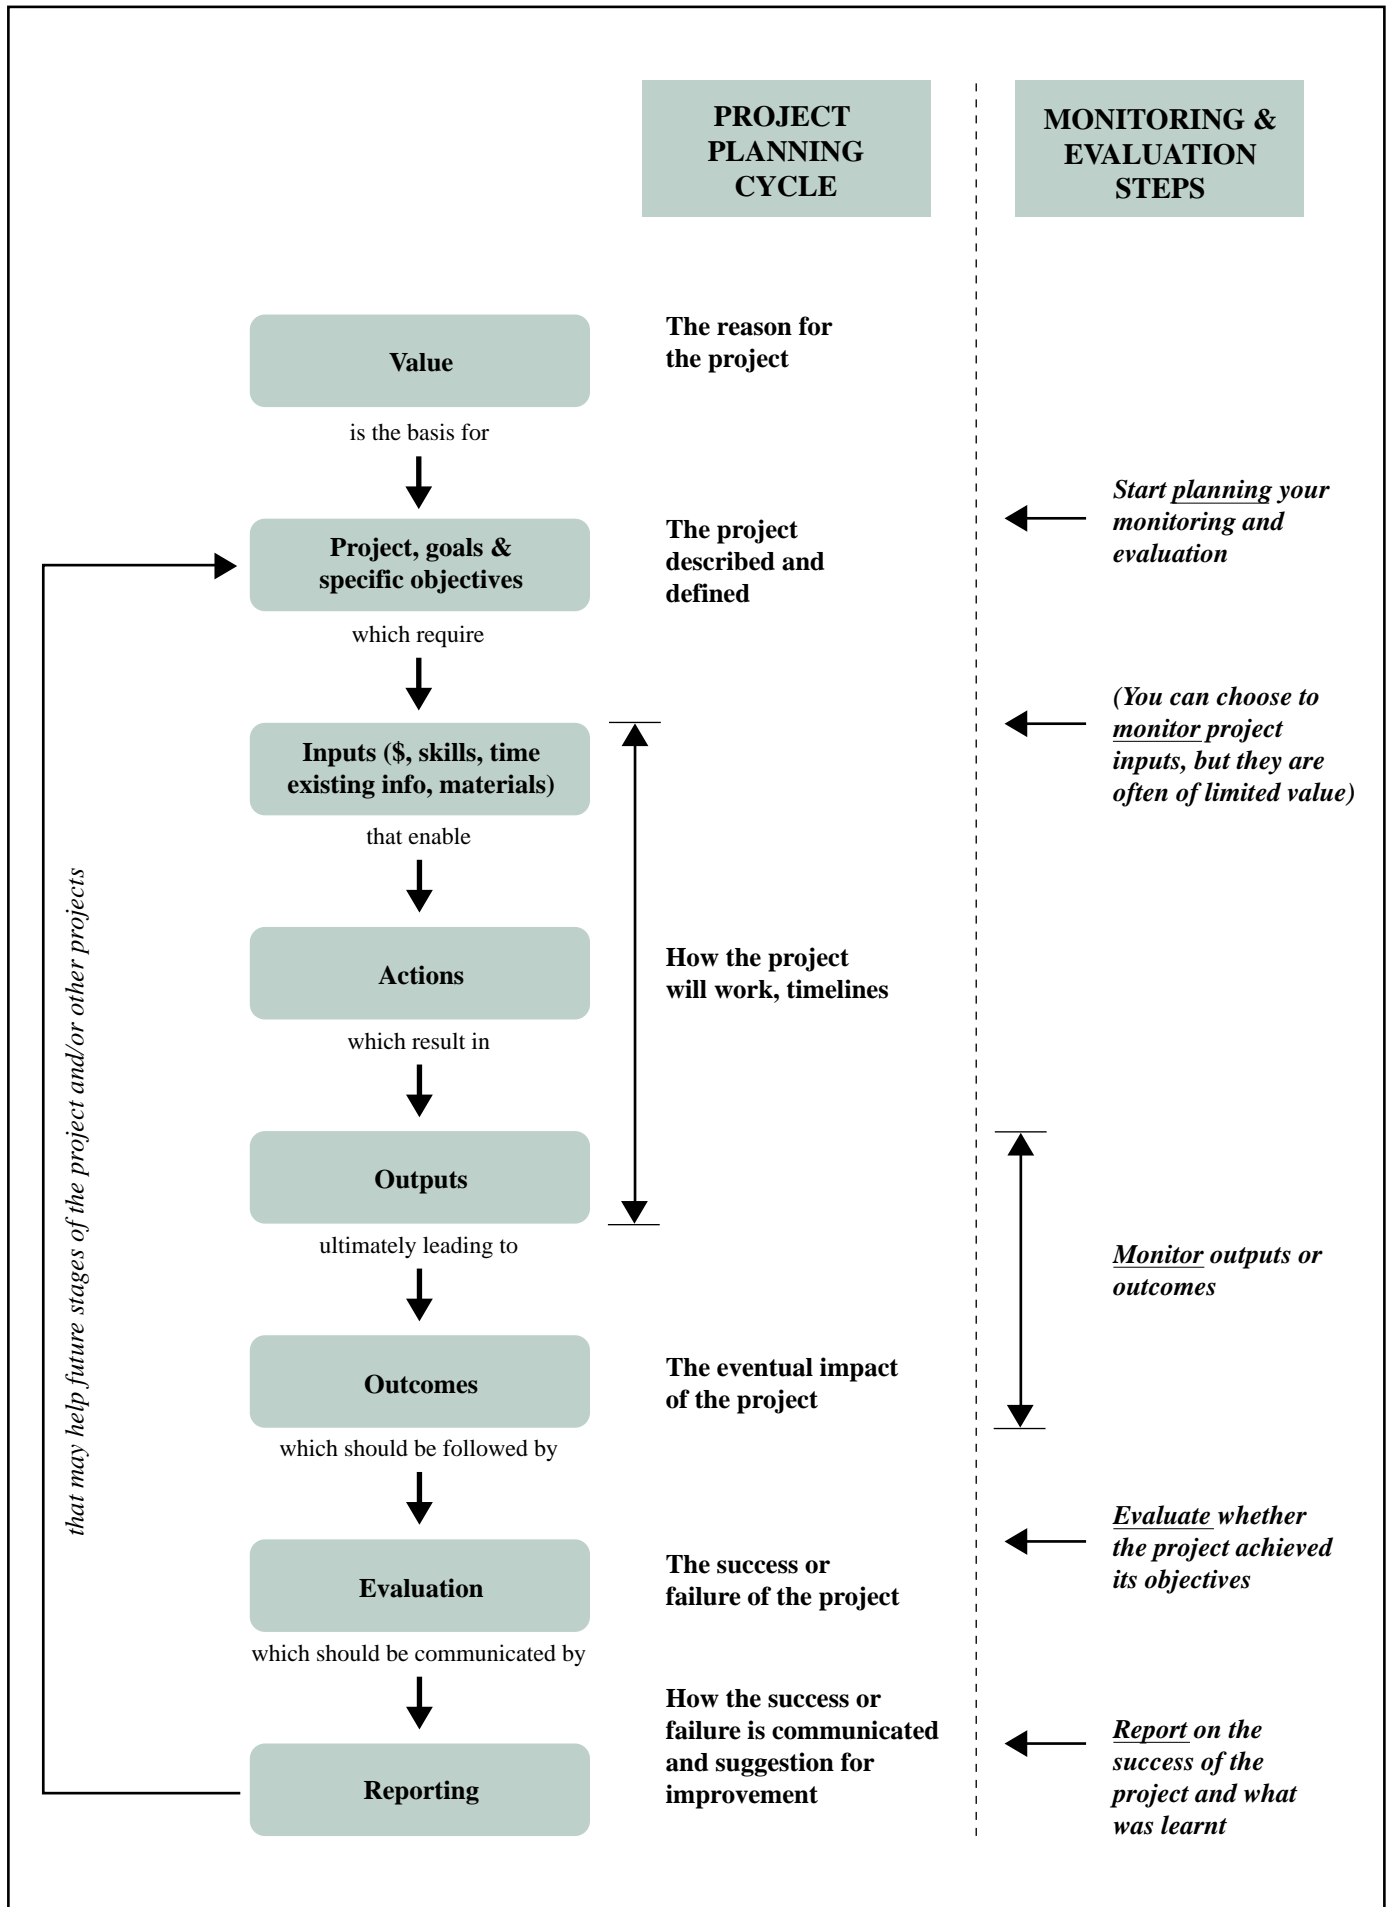 PROJECT
PLANNING
CYCLE
MONITORING &
EVALUATION
STEPS
Value
The reason for
the project
is the basis for
Project, goals &
specific objectives
The project
described and
defined
Start planning your
monitoring and
evaluation
which require
Inputs ($, skills, time
existing info, materials)
(You can choose to
monitor project
inputs, but they are
often of limited value)
that enable
Actions
How the project
will work, timelines
which result in
Outputs
ultimately leading to
Monitor outputs or
outcomes
Outcomes
The eventual impact
of the project
which should be followed by
Evaluation
The success or
failure of the project
Evaluate whether
the project achieved
its objectives
which should be communicated by
Reporting
How the success or
failure is communicated
and suggestion for
improvement
Report on the
success of the
project and what
was learnt
that may help future stages of the project and/or other projects